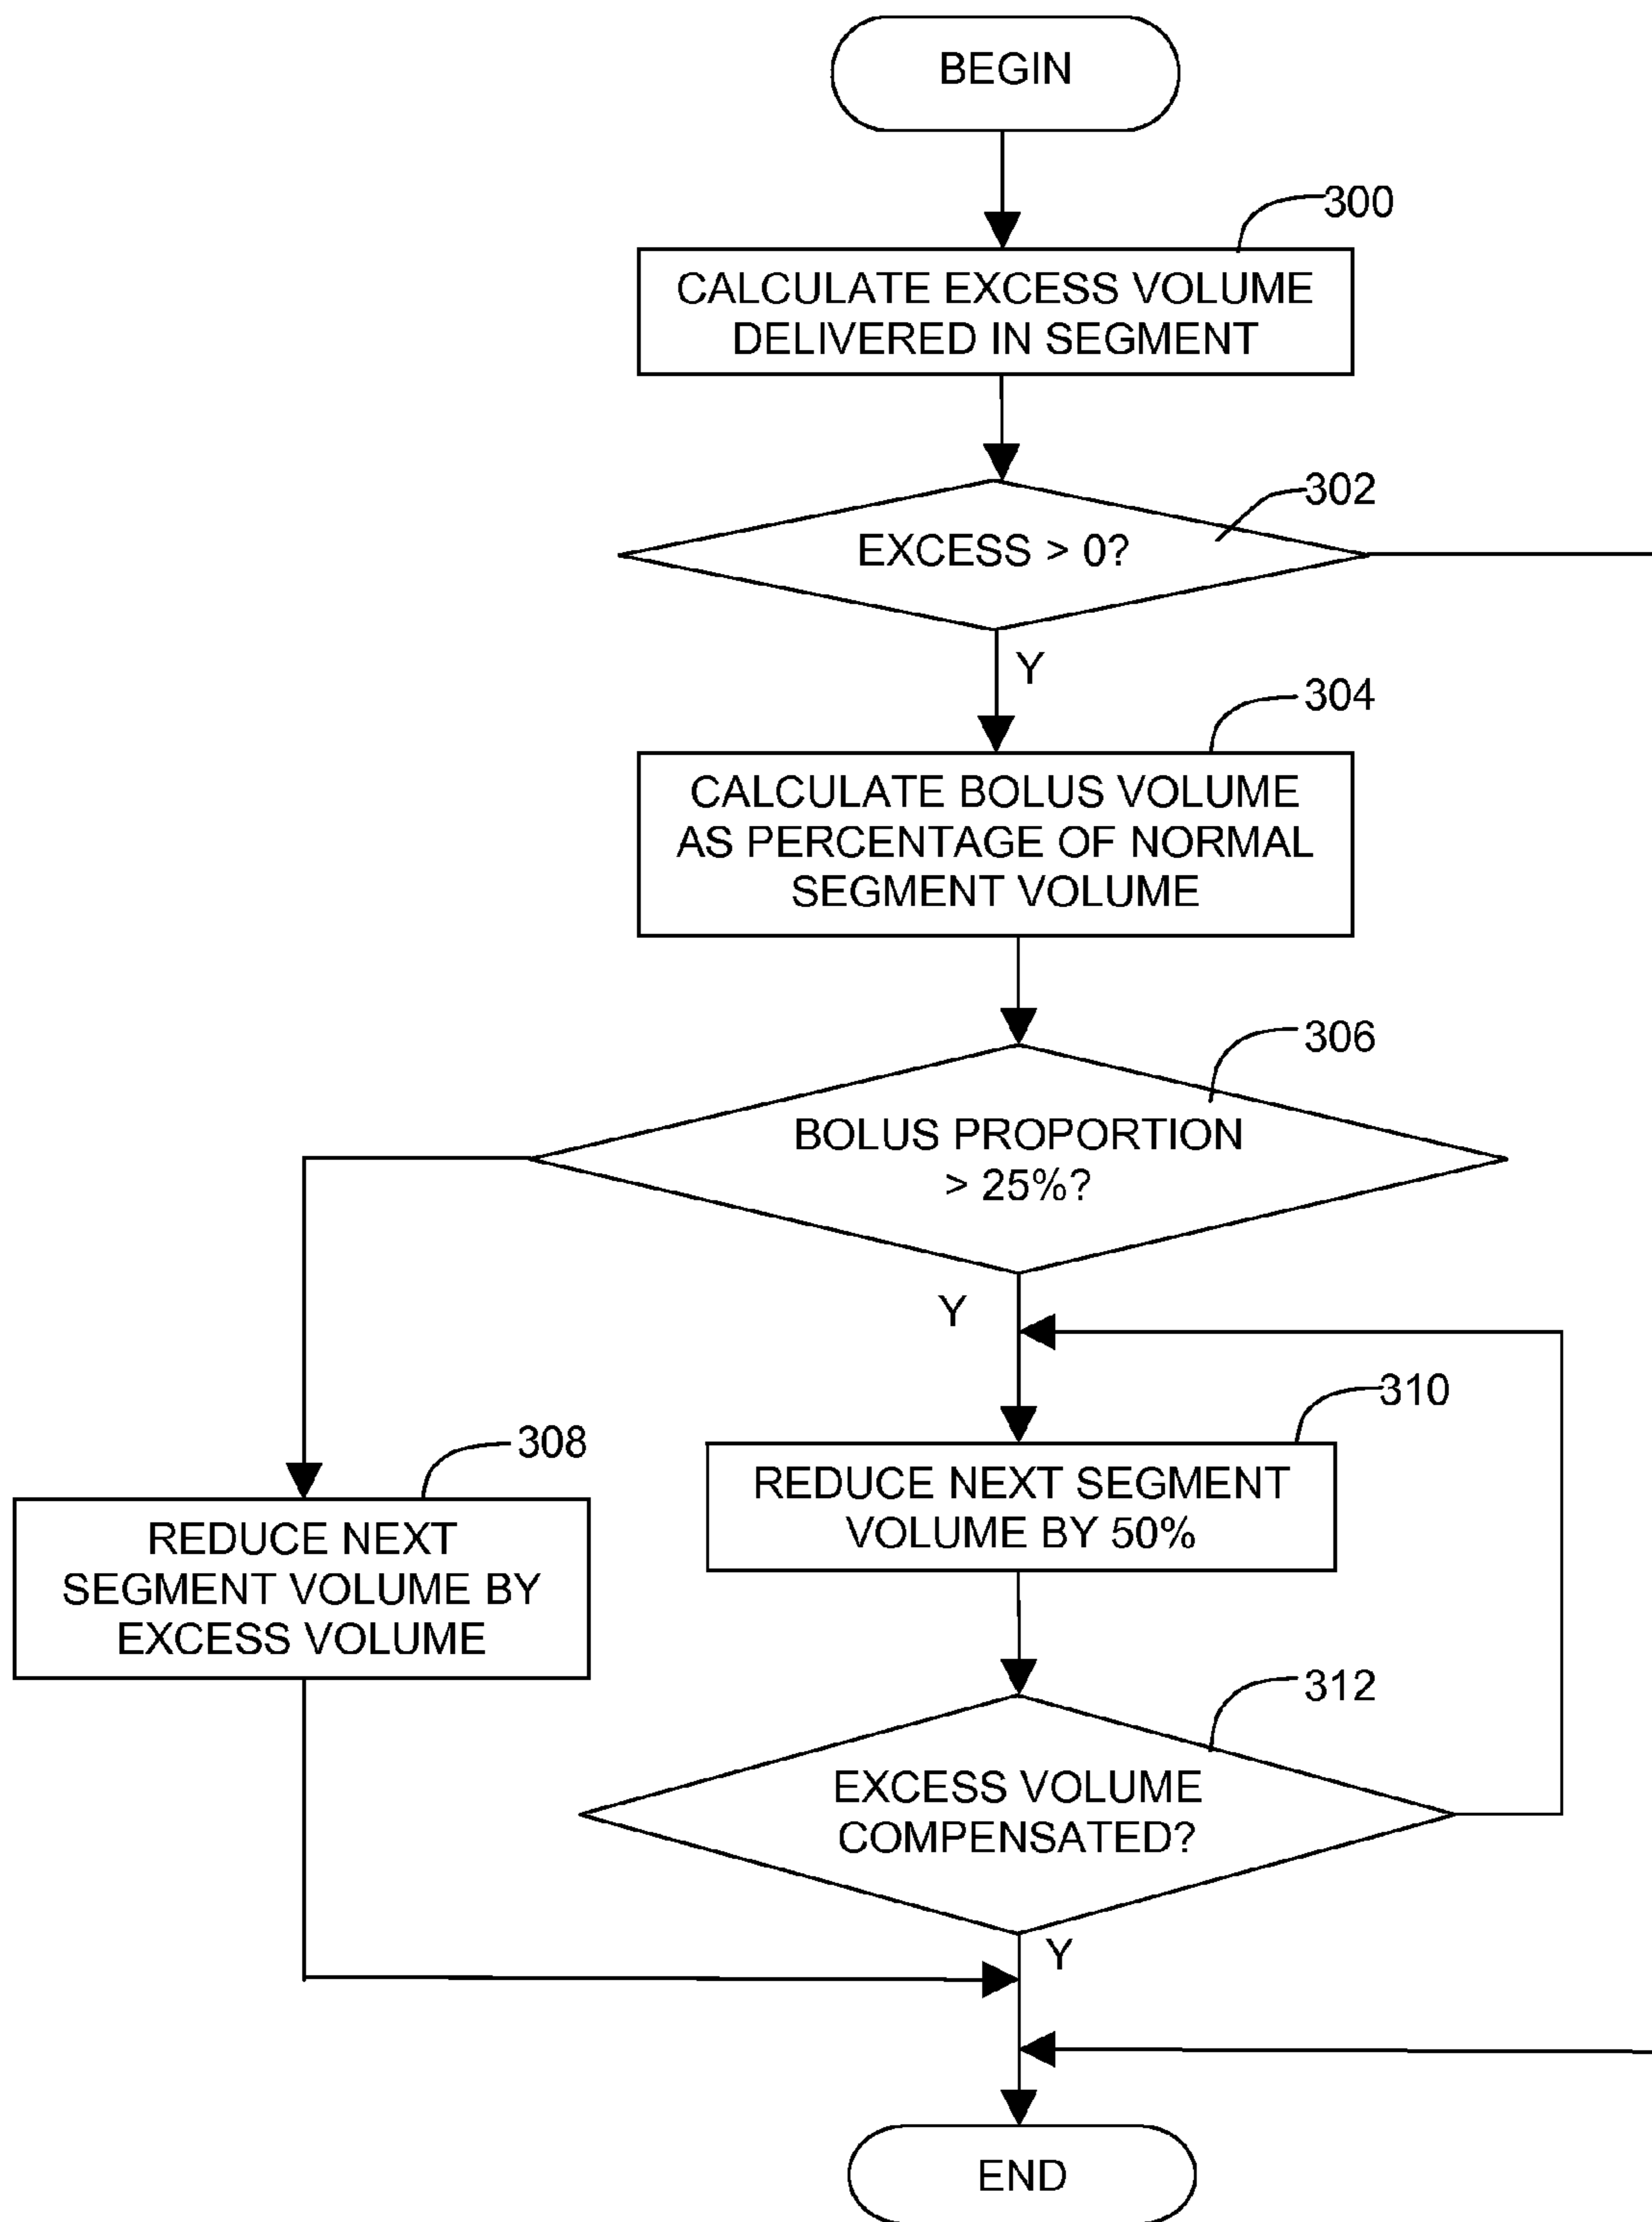 BEGIN
300
CALCULATE EXCESS VOLUME
DELIVERED IN SEGMENT
302
EXCESS > 0?
Y
304
CALCULATE BOLUS VOLUME
AS PERCENTAGE OF NORMAL
SEGMENT VOLUME
306
BOLUS PROPORTION
> 25%?
Y
310
308
REDUCE NEXT SEGMENT
VOLUME BY 50%
REDUCE NEXT
SEGMENT VOLUME BY
EXCESS VOLUME
312
EXCESS VOLUME
COMPENSATED?
Y
END